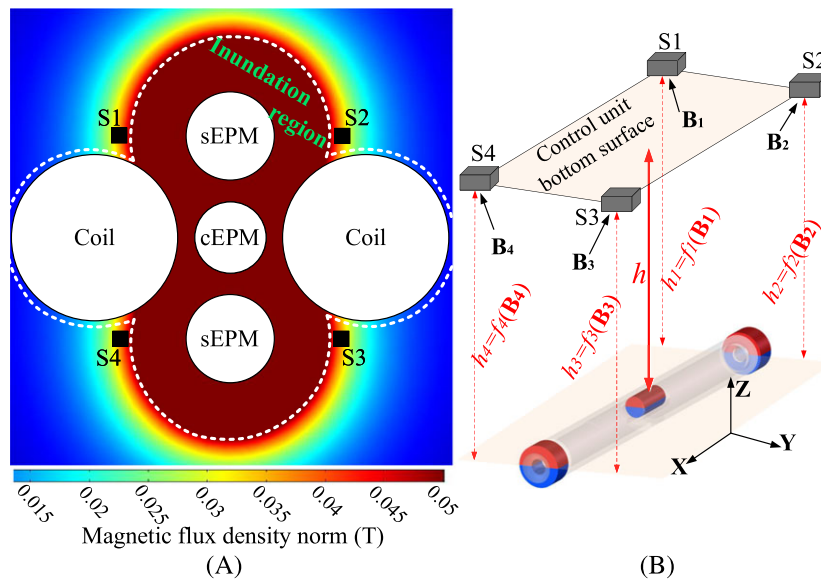 Inundation
region
S1
S2
sEPM
Coil
cEPM
Coil
sEPM
S4
S3
0.015
0.02
0.025
0.03
0.035
0.04
0.045
0.05
Magnetic flux density norm (T)
(A)
S1
S2
B1
B2
Control unit
bottom surface
S4
S3
B4
B3
h
h1=f1(B1)
h2=f2(B2)
h3=f3(B3)
h4=f4(B4)
Z
Y
X
(B)